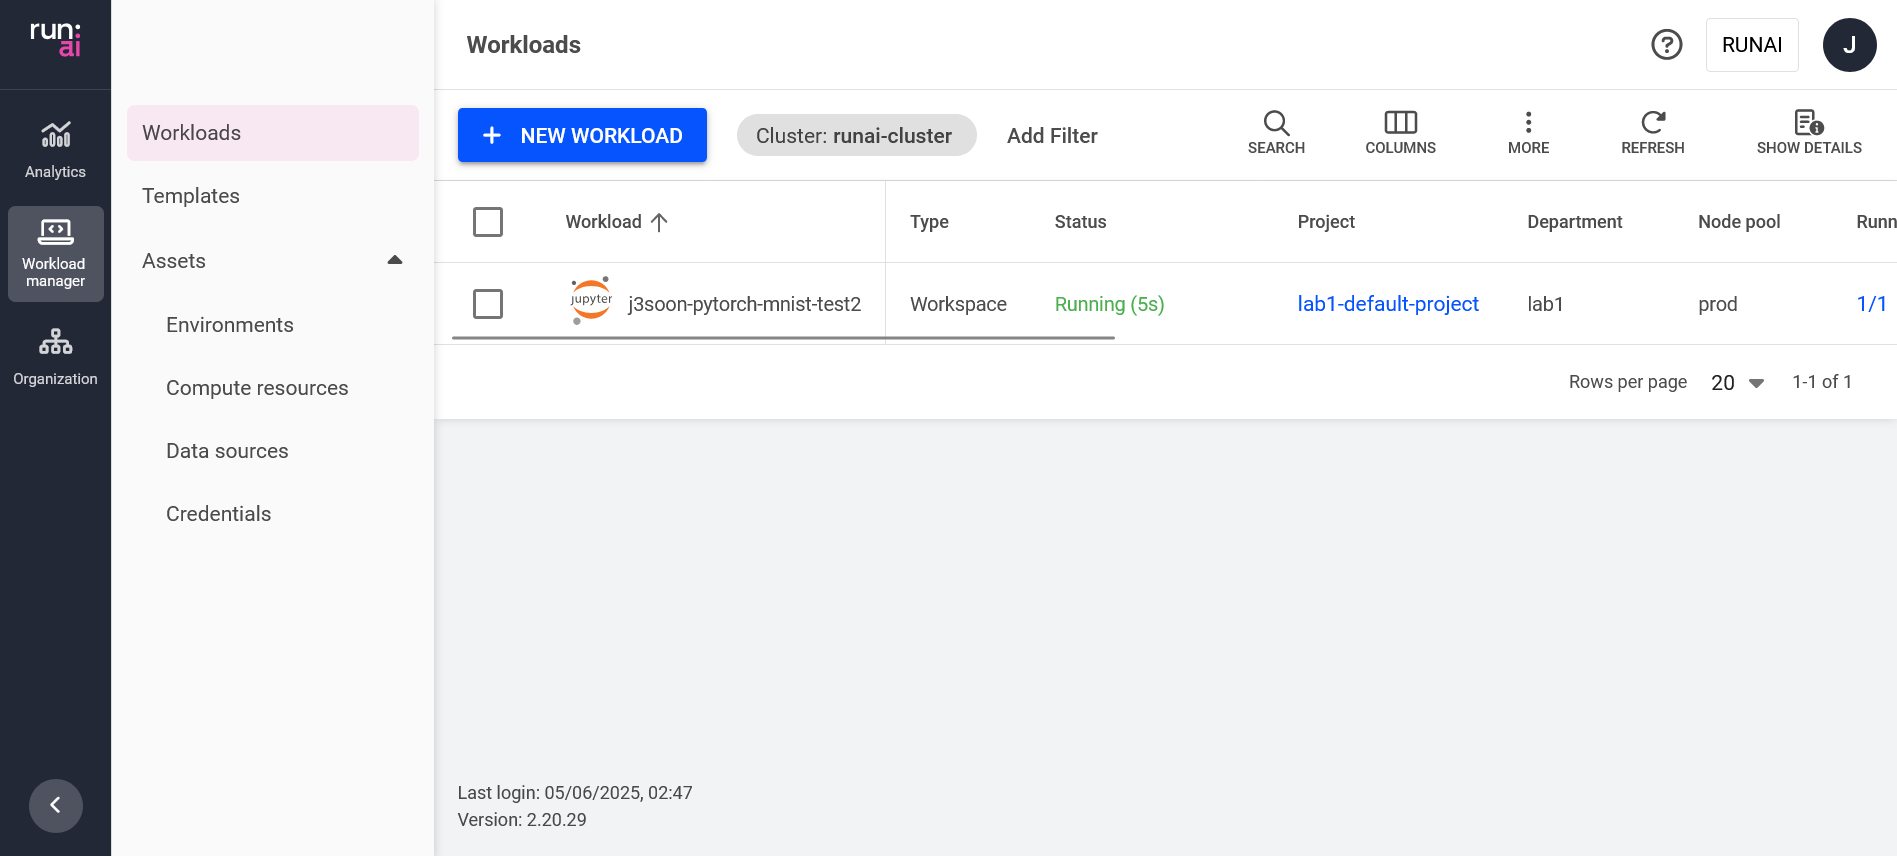 run:
ai
Workloads
RUNAI
J
Analytics
Workload
manager
Organization
Workloads
Templates
Assets
Environments
Compute resources
Data sources
Credentials
NEW WORKLOAD
Cluster: runai-cluster
Add Filter
SEARCH
COLUMNS
MORE
REFRESH
SHOW DETAILS
Workload Type Status Project Department Node pool Runn
jupyter j3soon-pytorch-mnist-test2 Workspace Running (5s) lab1-default-project lab1 prod 1/1
Rows per page 20 1-1 of 1
Last login: 05/06/2025, 02:47
Version: 2.20.29